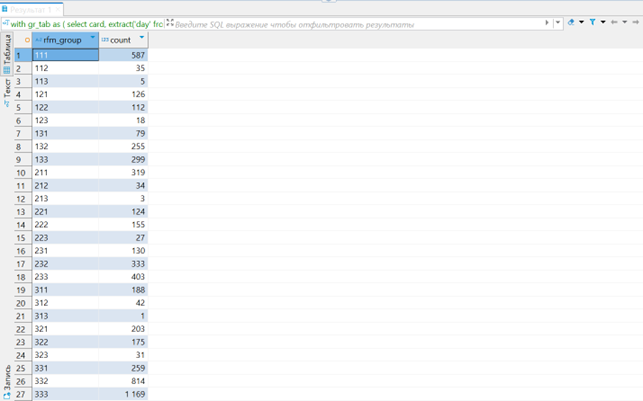 Результат 1
with gr_tab as ( select card, extract('day' frc
Введите SQL выражение чтобы отфильтровать результаты
Таблица
Текст
Запись
rfm_group count
1 111 587
2 112 35
3 113 5
4 121 126
5 122 112
6 123 18
7 131 79
8 132 255
9 133 299
10 211 319
11 212 34
12 213 3
13 221 124
14 222 155
15 223 27
16 231 130
17 232 333
18 233 403
19 311 188
20 312 42
21 313 1
22 321 203
23 322 175
24 323 31
25 331 259
26 332 814
27 333 1 169